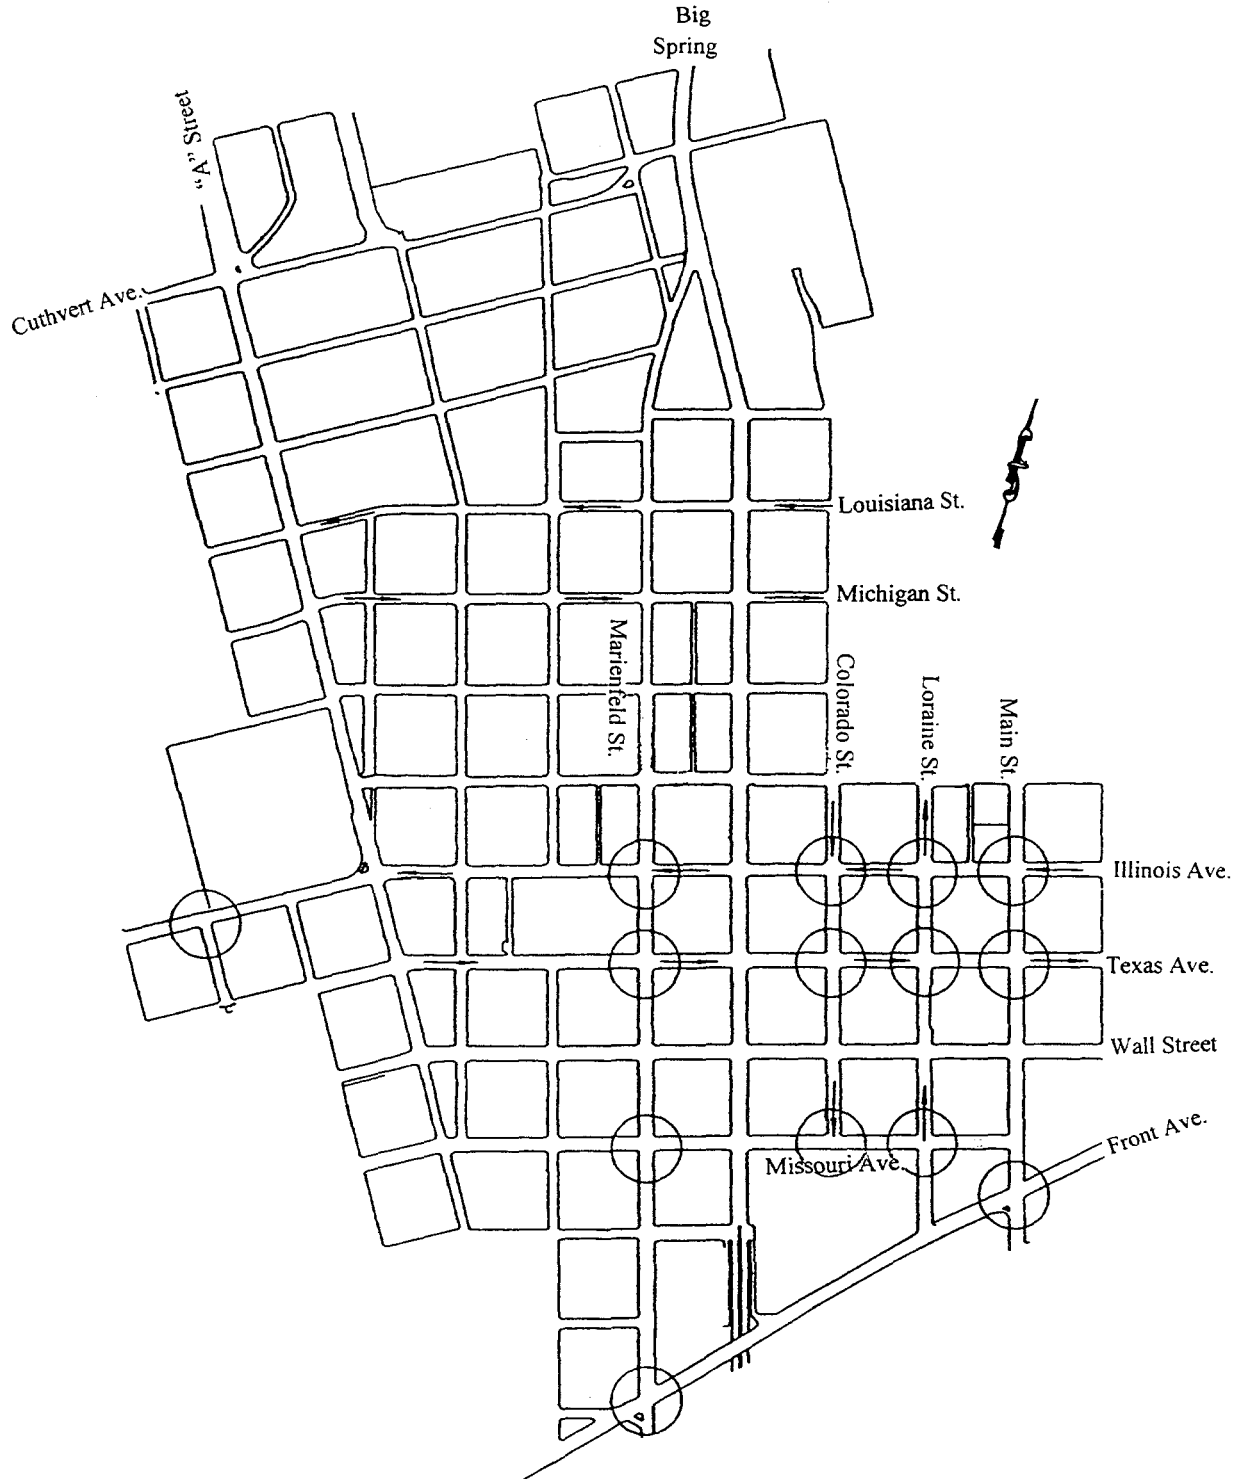 Big
Spring
"A" Street
Cuthvert Ave.
Louisiana St.
Michigan St.
Marienfeld St.
Colorado St.
Loraine St.
Main St.
Illinois Ave.
Texas Ave.
Wall Street
Front Ave.
Missouri Ave.